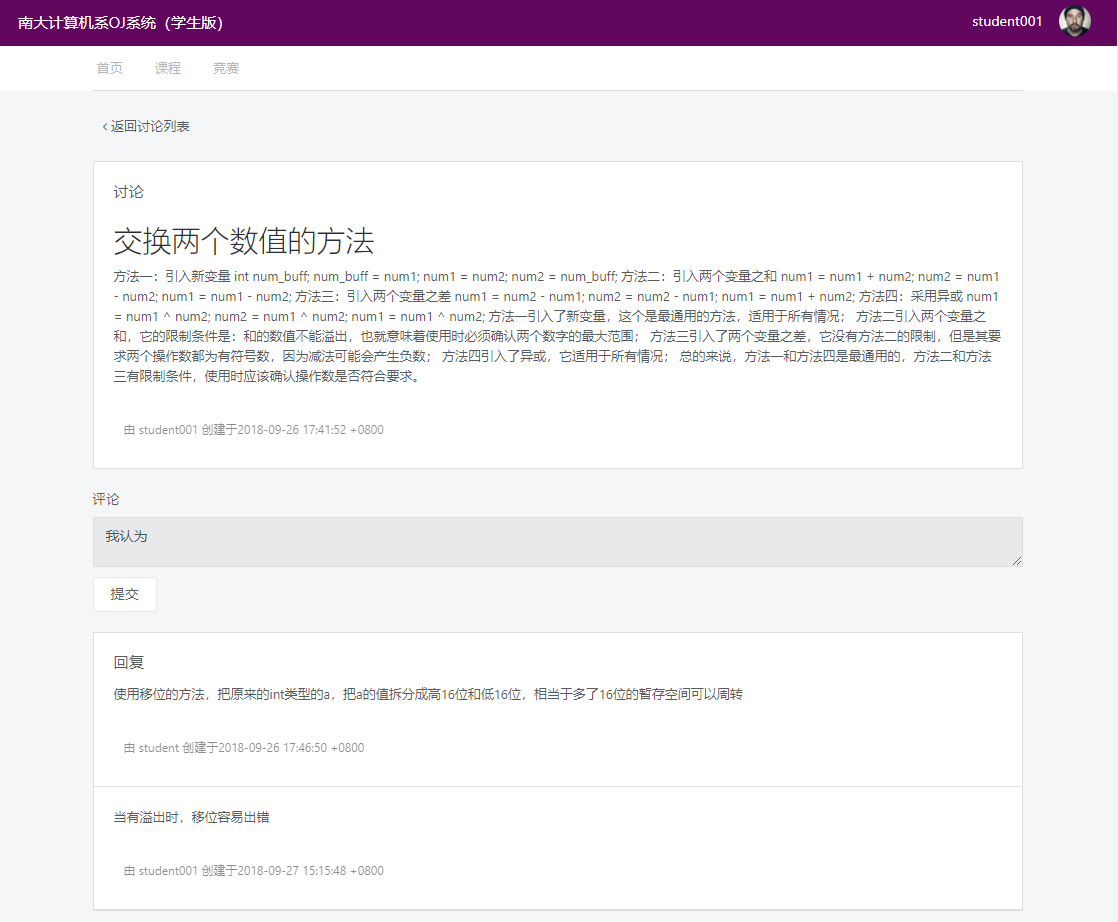 南大计算机系OJ系统（学生版）
student001
首页 课程 竞赛
‹ 返回讨论列表
讨论
交换两个数值的方法
方法一：引入新变量 int num_buff; num_buff = num1; num1 = num2; num2 = num_buff; 方法二：引入两个变量之和 num1 = num1 + num2; num2 = num1
- num2; num1 = num1 - num2; 方法三：引入两个变量之差 num1 = num2 - num1; num2 = num2 - num1; num1 = num1 + num2; 方法四：采用异或 num1
= num1 ^ num2; num2 = num1 ^ num2; num1 = num1 ^ num2; 方法一引入了新变量，这个是最通用的方法，适用于所有情况； 方法二引入两个变量之
和，它的限制条件是：和的数值不能溢出，也就意味着使用时必须确认两个数字的最大范围； 方法三引入了两个变量之差，它没有方法二的限制，但是其要
求两个操作数都为有符号数，因为减法可能会产生负数； 方法四引入了异或，它适用于所有情况； 总的来说，方法一和方法四是最通用的，方法二和方法
三有限制条件，使用时应该确认操作数是否符合要求。
由 student001 创建于2018-09-26 17:41:52 +0800
评论
我认为
提交
回复
使用移位的方法，把原来的int类型的a，把a的值拆分成高16位和低16位，相当于多了16位的暂存空间可以周转
由 student 创建于2018-09-26 17:46:50 +0800
当有溢出时，移位容易出错
由 student001 创建于2018-09-27 15:15:48 +0800